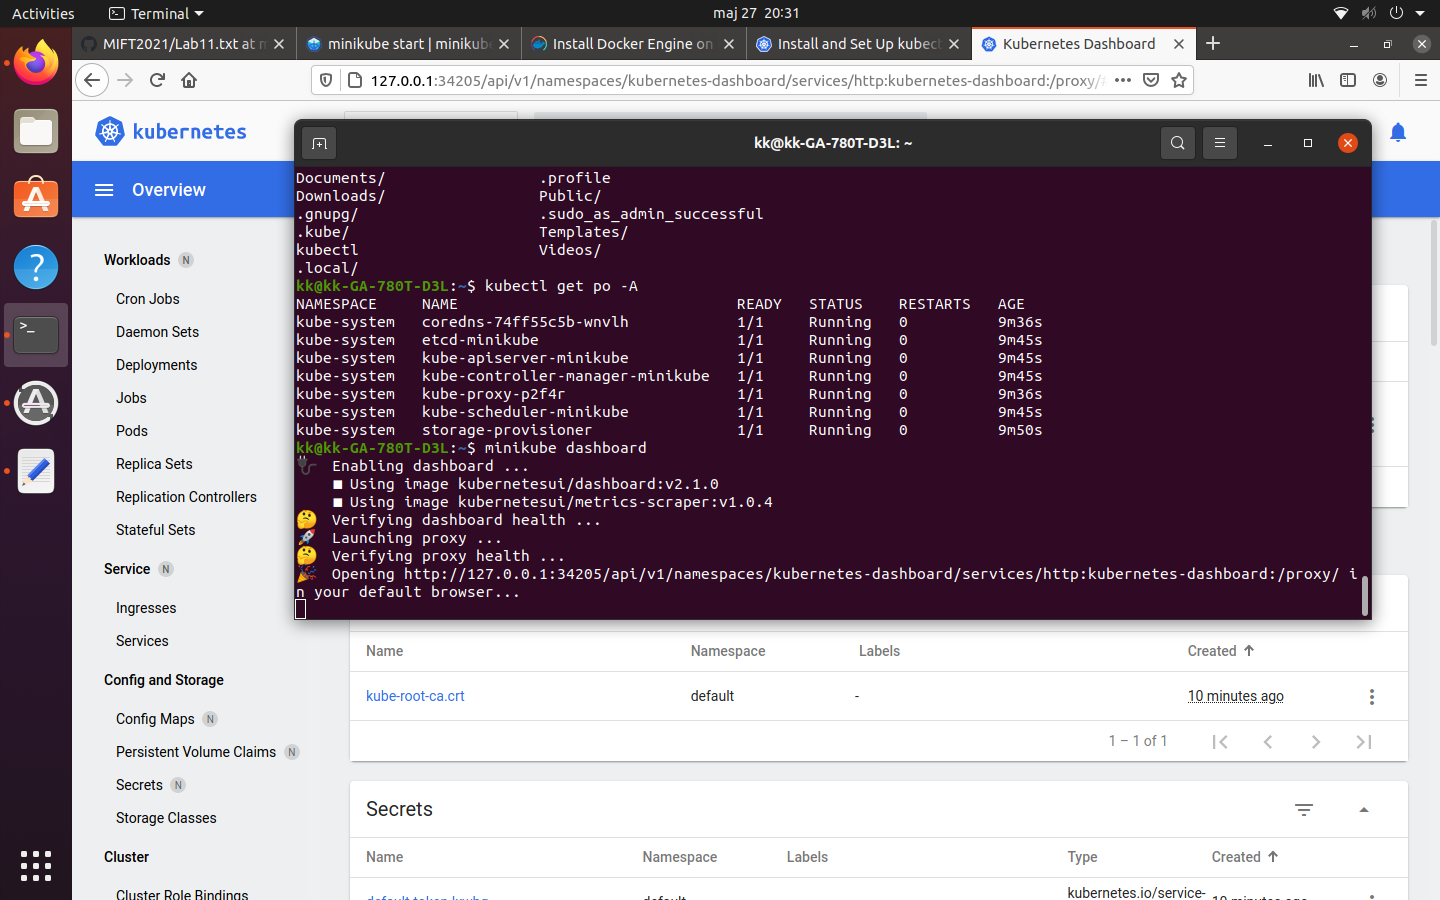 Activities
Terminal
maj 27 20:31
MIFT2021/Lab11.txt at m
minikube start | minikube
Install Docker Engine on
Install and Set Up kubect
Kubernetes Dashboard
127.0.0.1:34205/api/v1/namespaces/kubernetes-dashboard/services/http:kubernetes-dashboard:/proxy/
kubernetes
Overview
kk@kk-GA-780T-D3L: ~
Documents/ .profile
Downloads/ Public/
.gnupg/ .sudo_as_admin_successful
.kube/ Templates/
kubectl Videos/
.local/
kk@kk-GA-780T-D3L:~$ kubectl get po -A
NAMESPACE NAME READY STATUS RESTARTS AGE
kube-system coredns-74ff55c5b-wnvlh 1/1 Running 0 9m36s
kube-system etcd-minikube 1/1 Running 0 9m45s
kube-system kube-apiserver-minikube 1/1 Running 0 9m45s
kube-system kube-controller-manager-minikube 1/1 Running 0 9m45s
kube-system kube-proxy-p2f4r 1/1 Running 0 9m36s
kube-system kube-scheduler-minikube 1/1 Running 0 9m45s
kube-system storage-provisioner 1/1 Running 0 9m50s
kk@kk-GA-780T-D3L:~$ minikube dashboard
Enabling dashboard ...
Using image kubernetesui/dashboard:v2.1.0
Using image kubernetesui/metrics-scraper:v1.0.4
Verifying dashboard health ...
Launching proxy ...
Verifying proxy health ...
Opening http://127.0.0.1:34205/api/v1/namespaces/kubernetes-dashboard/services/http:kubernetes-dashboard:/proxy/ i
n your default browser...
Workloads N
Cron Jobs
Daemon Sets
Deployments
Jobs
Pods
Replica Sets
Replication Controllers
Stateful Sets
Service N
Ingresses
Services
Config and Storage
Config Maps N
Persistent Volume Claims N
Secrets N
Storage Classes
Cluster
Cluster Role Bindings
Name Namespace Labels Created
kube-root-ca.crt default - 10 minutes ago
1 – 1 of 1
Secrets
Name Namespace Labels Type Created
kubernetes.io/service-
default 10 minutes ago